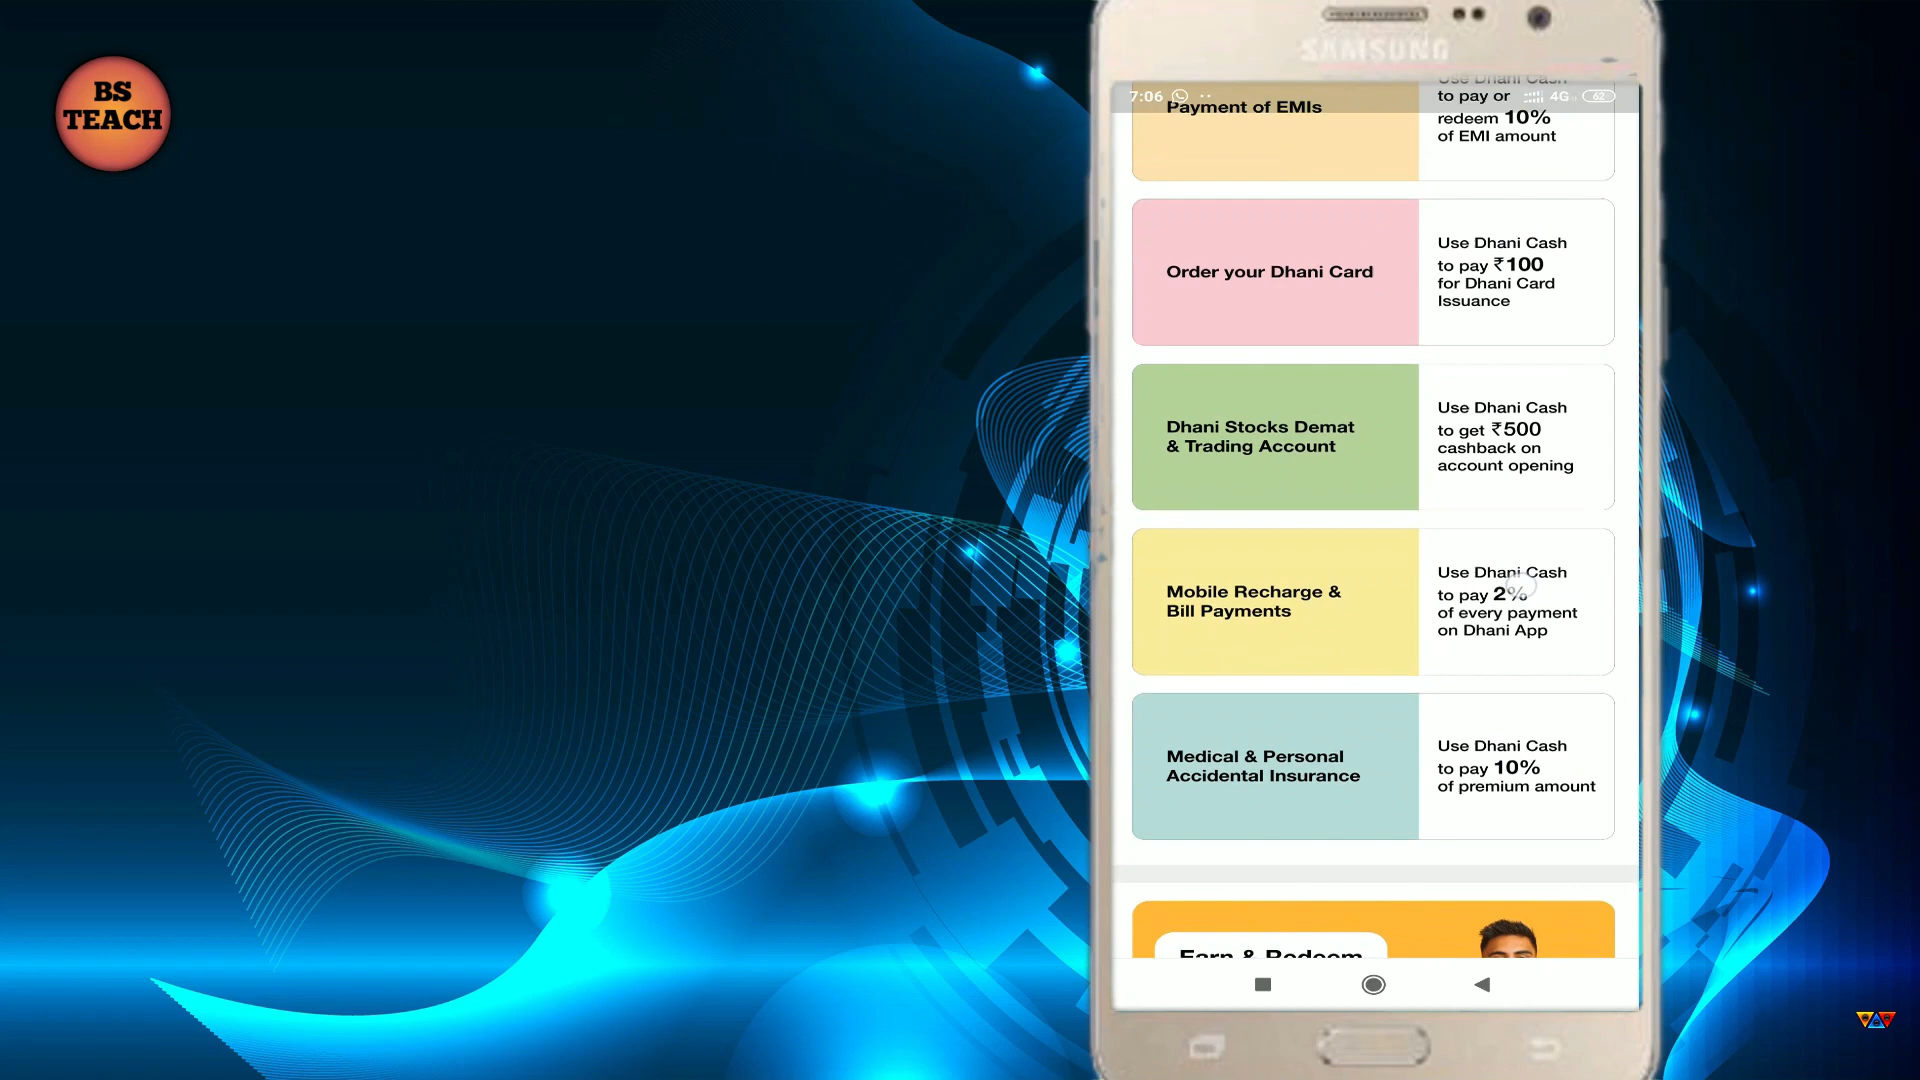 BS
TEACH
SAMSUNG
7:06
4G
62
Payment of EMIs
Use Dhani Cash
to pay or
redeem 10%
of EMI amount
Order your Dhani Card
Use Dhani Cash
to pay ₹100
for Dhani Card
Issuance
Dhani Stocks Demat
& Trading Account
Use Dhani Cash
to get ₹500
cashback on
account opening
Mobile Recharge &
Bill Payments
Use Dhani Cash
to pay 2%
of every payment
on Dhani App
Medical & Personal
Accidental Insurance
Use Dhani Cash
to pay 10%
of premium amount
Earn & Redeem